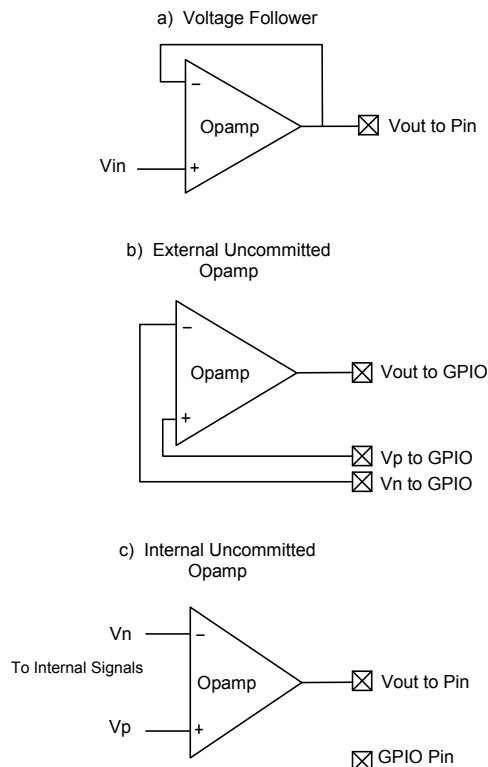 a) Voltage Follower
−
Opamp
Vout to Pin
Vin
+
b) External Uncommitted
Opamp
−
Opamp
Vout to GPIO
+
Vp to GPIO
Vn to GPIO
c) Internal Uncommitted
Opamp
Vn
−
To Internal Signals
Opamp
Vout to Pin
Vp
+
GPIO Pin